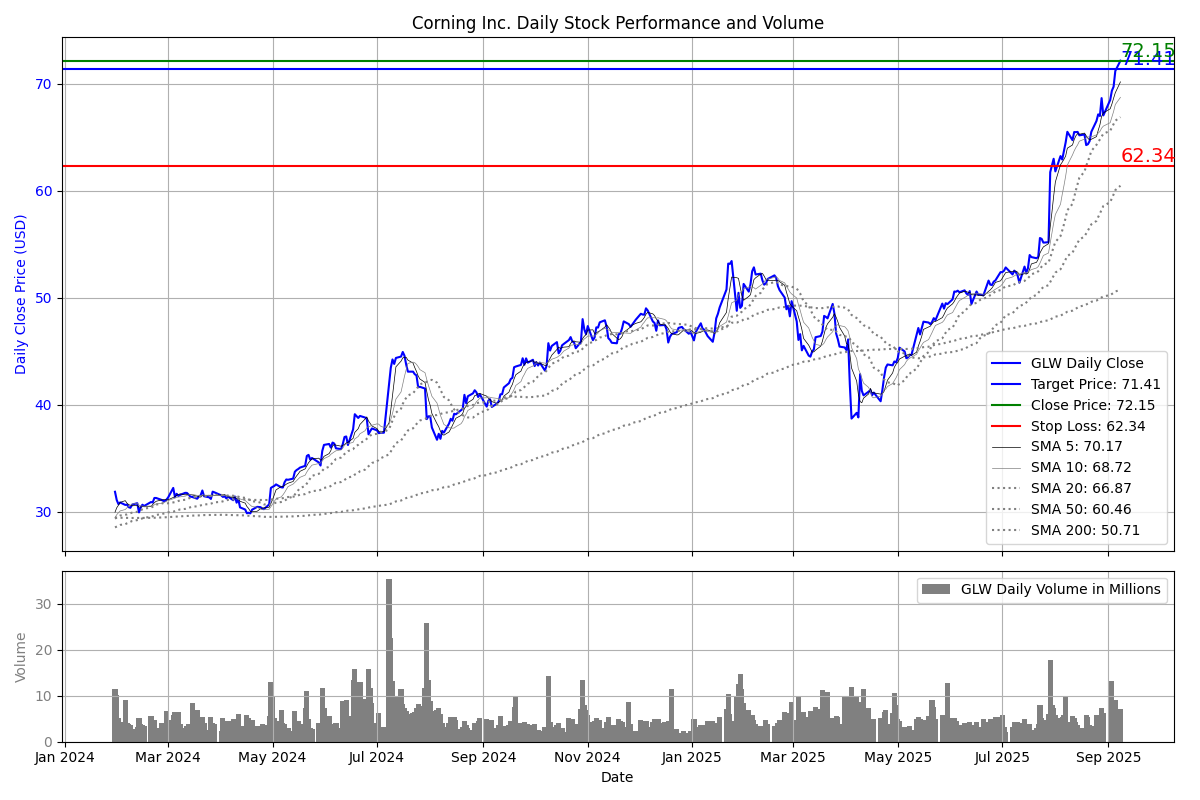 Corning Inc. Daily Stock Performance and Volume
72.15
71.41
70
62.34
60
50
40
30
Daily Close Price (USD)
GLW Daily Close
Target Price: 71.41
Close Price: 72.15
Stop Loss: 62.34
SMA 5: 70.17
SMA 10: 68.72
SMA 20: 66.87
SMA 50: 60.46
SMA 200: 50.71
GLW Daily Volume in Millions
30
20
10
0
Volume
Jan 2024 Mar 2024 May 2024 Jul 2024 Sep 2024 Nov 2024 Jan 2025 Mar 2025 May 2025 Jul 2025 Sep 2025
Date